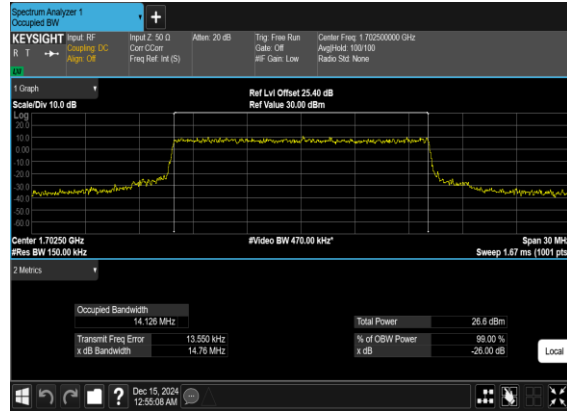 Spectrum Analyzer 1
Occupied BW
+
KEYSIGHT Input: RF Input Z: 50 Ω Atten: 20 dB Trig: Free Run Center Freq: 1.702500000 GHz
R T Coupling: DC Corr CCorr Gate: Off Avg|Hold: 100/100
Align: Off Freq Ref: Int (S) #IF Gain: Low Radio Std: None
1 Graph
Ref Lvl Offset 25.40 dB
Scale/Div 10.0 dB Ref Value 30.00 dBm
Log
20.0
10.0
0.00
-10.0
-20.0
-30.0
-40.0
-50.0
-60.0
Center 1.70250 GHz #Video BW 470.00 kHz* Span 30 MHz
#Res BW 150.00 kHz Sweep 1.67 ms (1001 pts
2 Metrics
Occupied Bandwidth
14.126 MHz Total Power 26.6 dBm
Transmit Freq Error 13.550 kHz % of OBW Power 99.00 %
x dB Bandwidth 14.76 MHz x dB -26.00 dB
Local
? Dec 15, 2024
12:55:08 AM